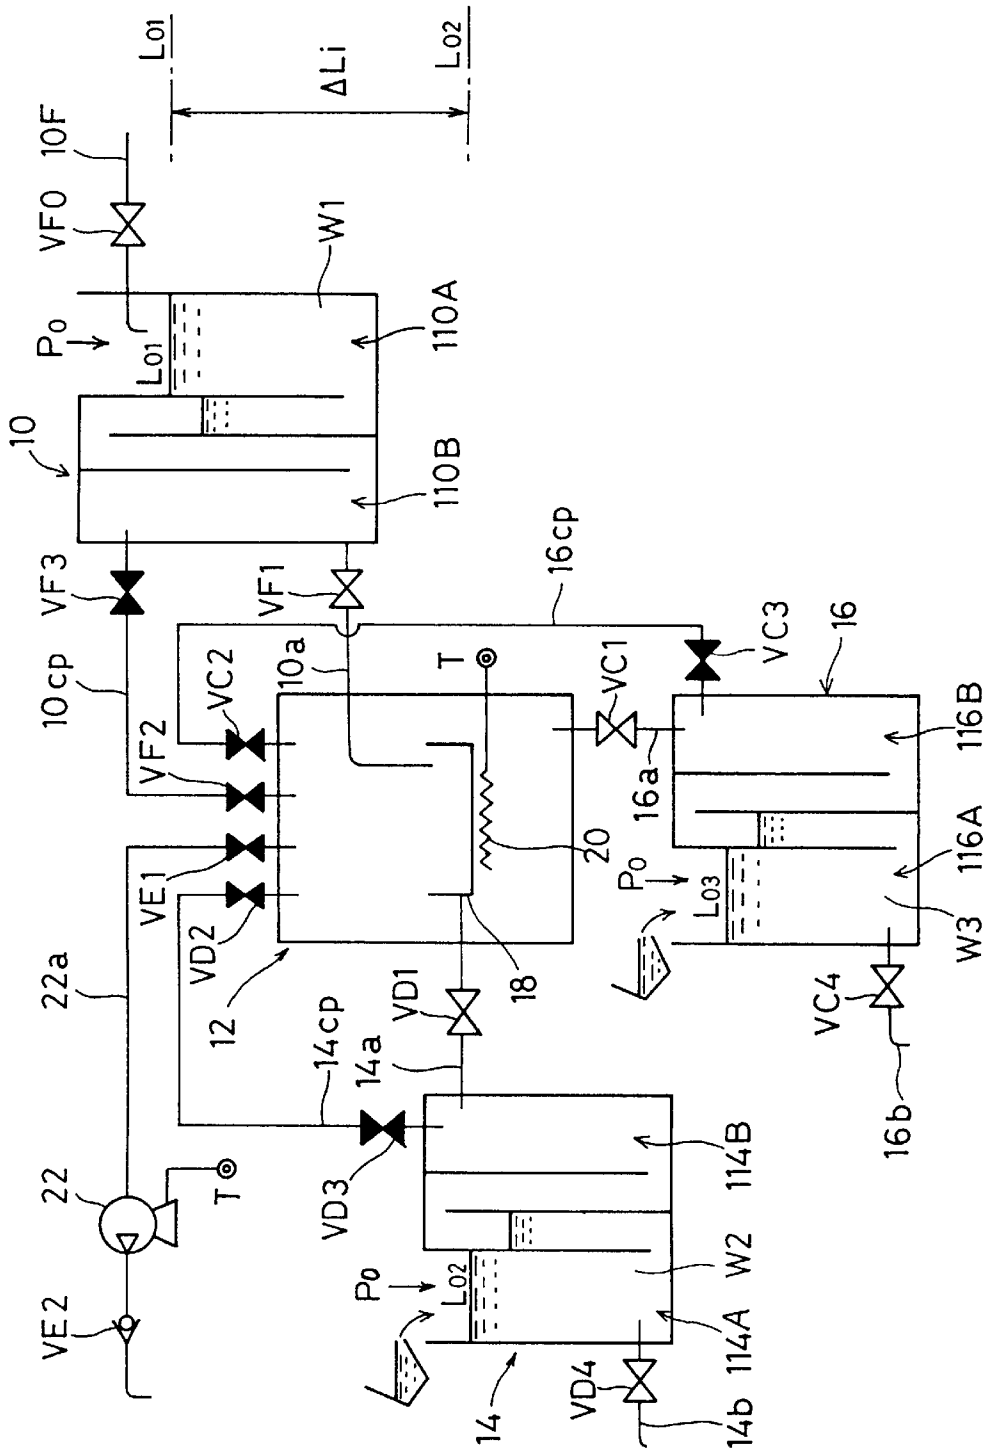 L01
ΔLi
L02
10F
VF0
W1
P0
L01
110A
10
110B
VF3
VF1
16cp
10cp
VC2
10a
T
VC1
VC3
16
VF2
16a
116B
VE1
20
P0
L03
116A
VD2
22a
12
18
W3
VD1
VC4
14cp
14a
16b
22
T
VD3
114B
VE2
P0
L02
W2
114A
14
VD4
14b